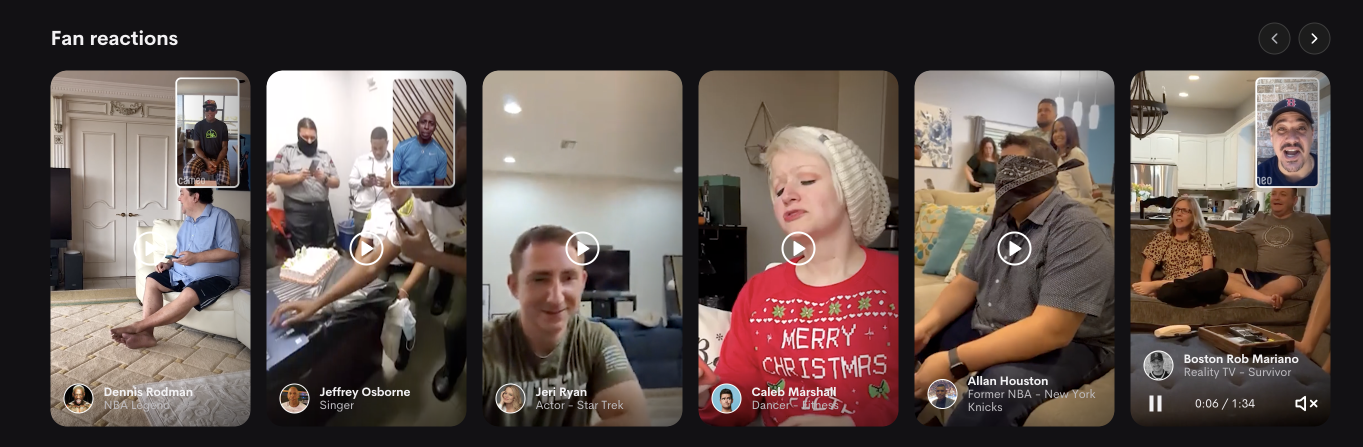 Fan reactions
cameo
Dennis Rodman
NBA Legend
Jeffrey Osborne
Singer
Jeri Ryan
Actor - Star Trek
MERRY
CHRISTMAS
Caleb Marshall
Dancer - Fitness
Allan Houston
Former NBA - New York
Knicks
neo
Boston Rob Mariano
Reality TV - Survivor
0:06 / 1:34